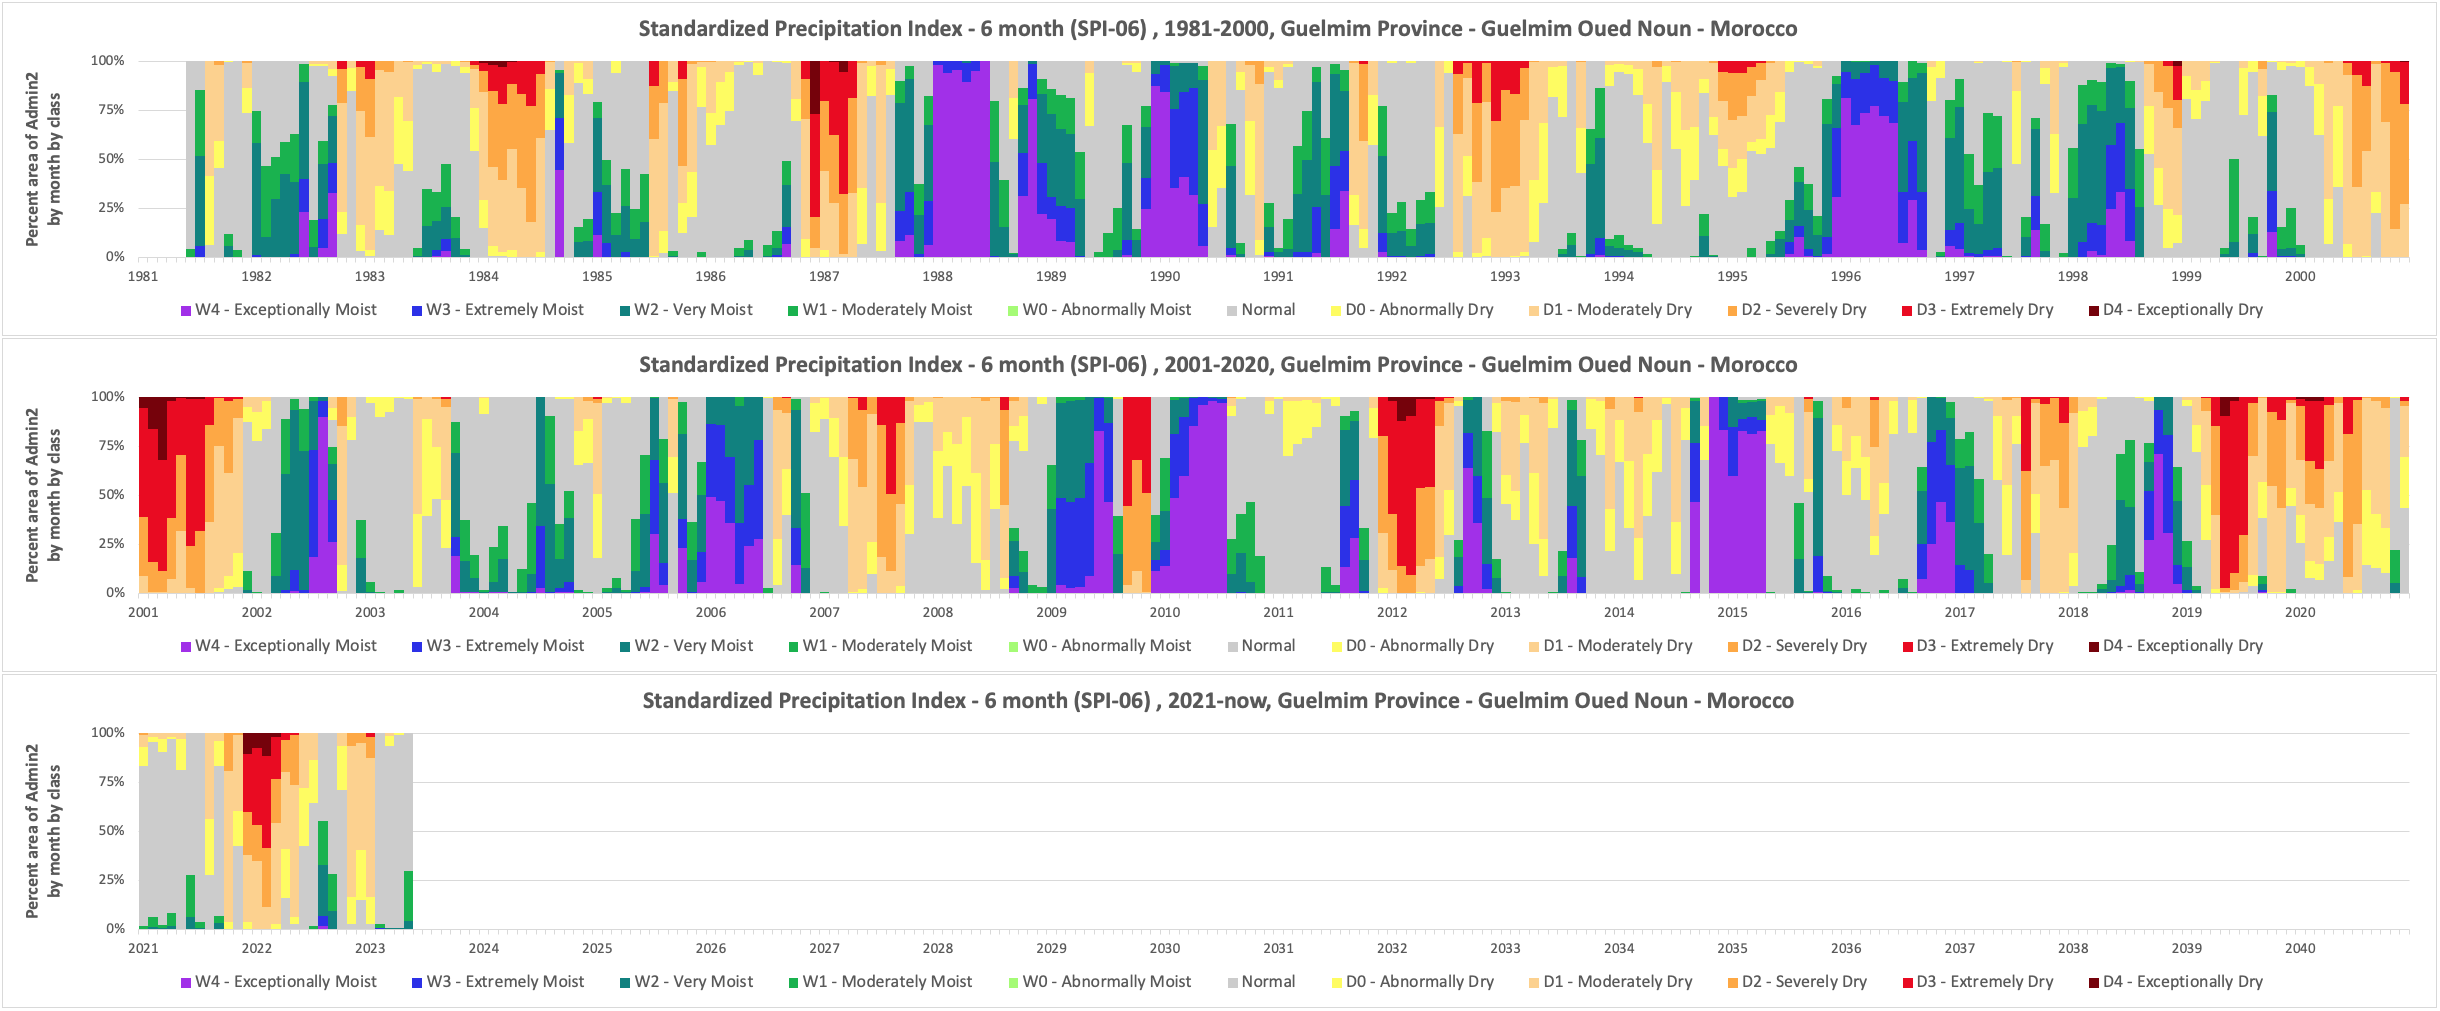 Standardized Precipitation Index - 6 month (SPI-06) , 1981-2000, Guelmim Province - Guelmim Oued Noun - Morocco
Percent area of Admin2
by month by class
100%
75%
50%
25%
0%
1981 1982 1983 1984 1985 1986 1987 1988 1989 1990 1991 1992 1993 1994 1995 1996 1997 1998 1999 2000
W4 - Exceptionally Moist W3 - Extremely Moist W2 - Very Moist W1 - Moderately Moist W0 - Abnormally Moist Normal D0 - Abnormally Dry D1 - Moderately Dry D2 - Severely Dry D3 - Extremely Dry D4 - Exceptionally Dry
Standardized Precipitation Index - 6 month (SPI-06) , 2001-2020, Guelmim Province - Guelmim Oued Noun - Morocco
Percent area of Admin2
by month by class
100%
75%
50%
25%
0%
2001 2002 2003 2004 2005 2006 2007 2008 2009 2010 2011 2012 2013 2014 2015 2016 2017 2018 2019 2020
W4 - Exceptionally Moist W3 - Extremely Moist W2 - Very Moist W1 - Moderately Moist W0 - Abnormally Moist Normal D0 - Abnormally Dry D1 - Moderately Dry D2 - Severely Dry D3 - Extremely Dry D4 - Exceptionally Dry
Standardized Precipitation Index - 6 month (SPI-06) , 2021-now, Guelmim Province - Guelmim Oued Noun - Morocco
Percent area of Admin2
by month by class
100%
75%
50%
25%
0%
2021 2022 2023 2024 2025 2026 2027 2028 2029 2030 2031 2032 2033 2034 2035 2036 2037 2038 2039 2040
W4 - Exceptionally Moist W3 - Extremely Moist W2 - Very Moist W1 - Moderately Moist W0 - Abnormally Moist Normal D0 - Abnormally Dry D1 - Moderately Dry D2 - Severely Dry D3 - Extremely Dry D4 - Exceptionally Dry